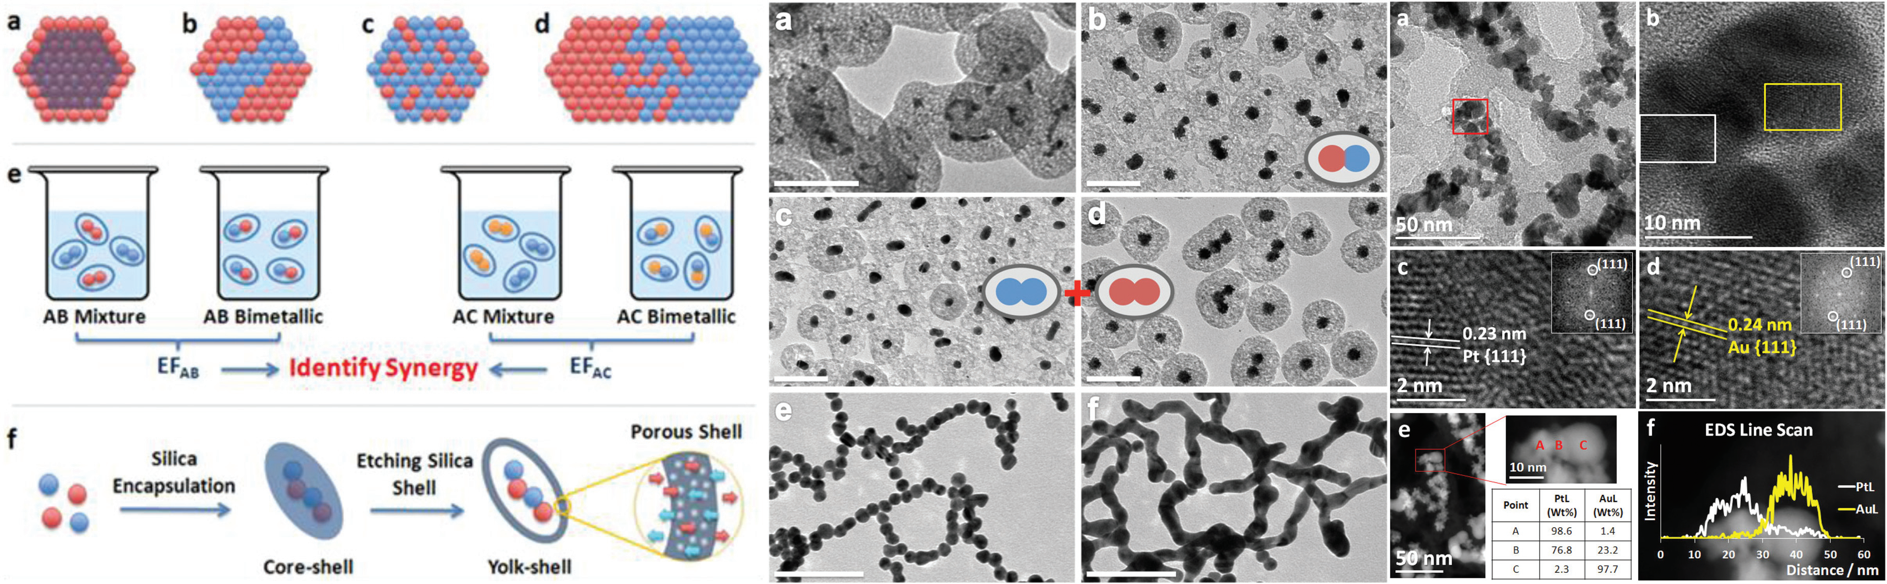 a
b
c
d
e
AB Mixture
AB Bimetallic
AC Mixture
AC Bimetallic
EFAB
Identify Synergy
EFAC
f
Silica
Encapsulation
Etching Silica
Shell
Porous Shell
Core-shell
Yolk-shell
a
b
c
d
e
f
a
50 nm
b
10 nm
c
(111)
(111)
0.23 nm
Pt {111}
2 nm
d
(111)
(111)
0.24 nm
Au {111}
2 nm
e
50 nm
A B C
10 nm
Point PtL (Wt%) AuL (Wt%)
A 98.6 1.4
B 76.8 23.2
C 2.3 97.7
f
EDS Line Scan
Intensity
PtL
AuL
0 10 20 30 40 50 60
Distance / nm